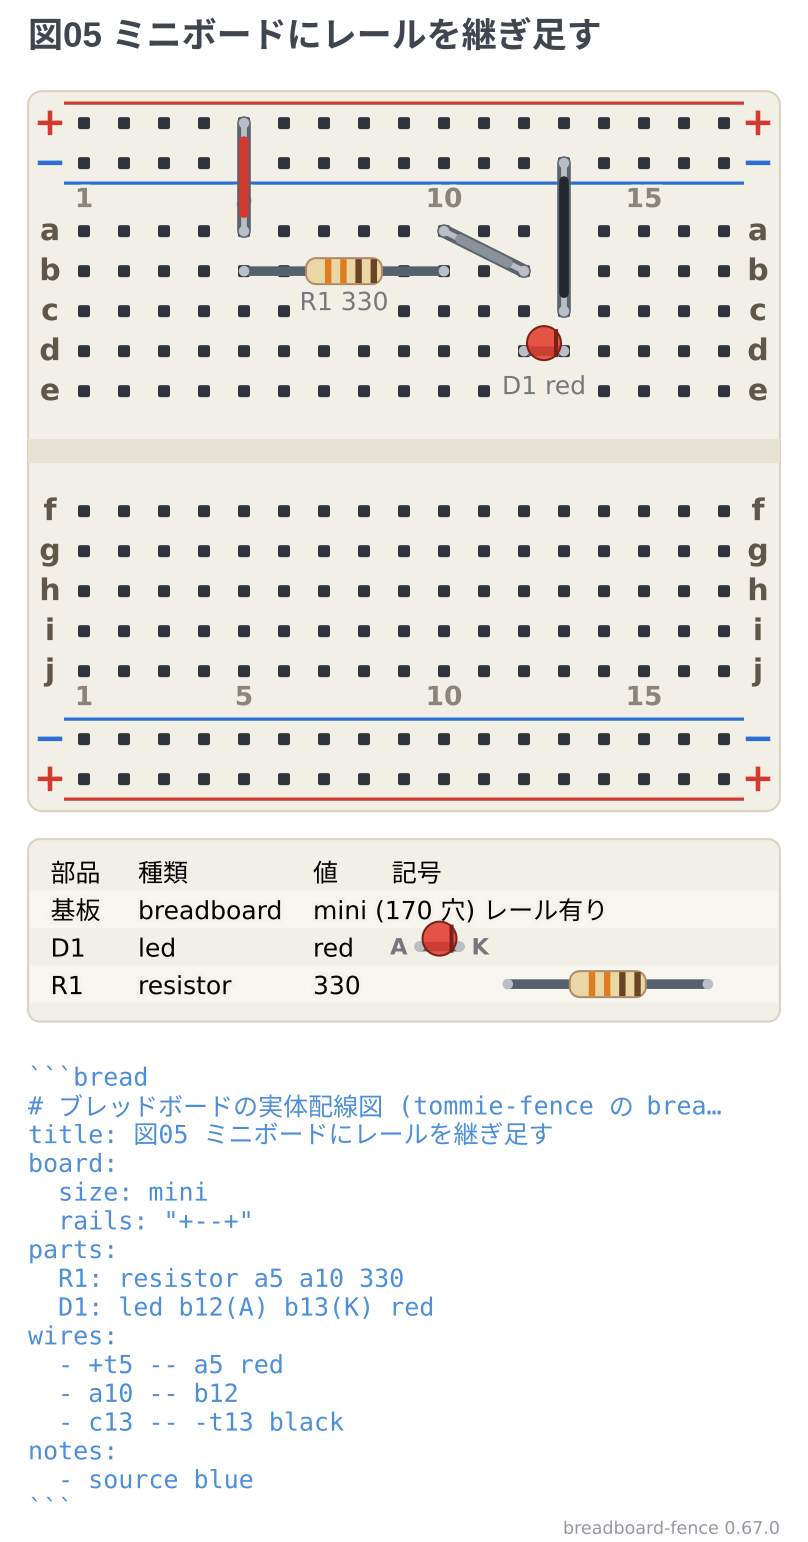 図05 ミニボードにレールを継ぎ足す
+ +
− −
1 10 15
a a
b b
R1 330
c c
d d
D1 red
e e
f f
g g
h h
i i
j j
1 5 10 15
− −
+ +
部品 種類 値 記号
基板 breadboard mini (170 穴) レール有り
D1 led red A K
R1 resistor 330
```bread
# ブレッドボードの実体配線図 (tommie-fence の brea…
title: 図05 ミニボードにレールを継ぎ足す
board:
  size: mini
  rails: "+--+"
parts:
  R1: resistor a5 a10 330
  D1: led b12(A) b13(K) red
wires:
  - +t5 -- a5 red
  - a10 -- b12
  - c13 -- -t13 black
notes:
  - source blue
```
breadboard-fence 0.67.0